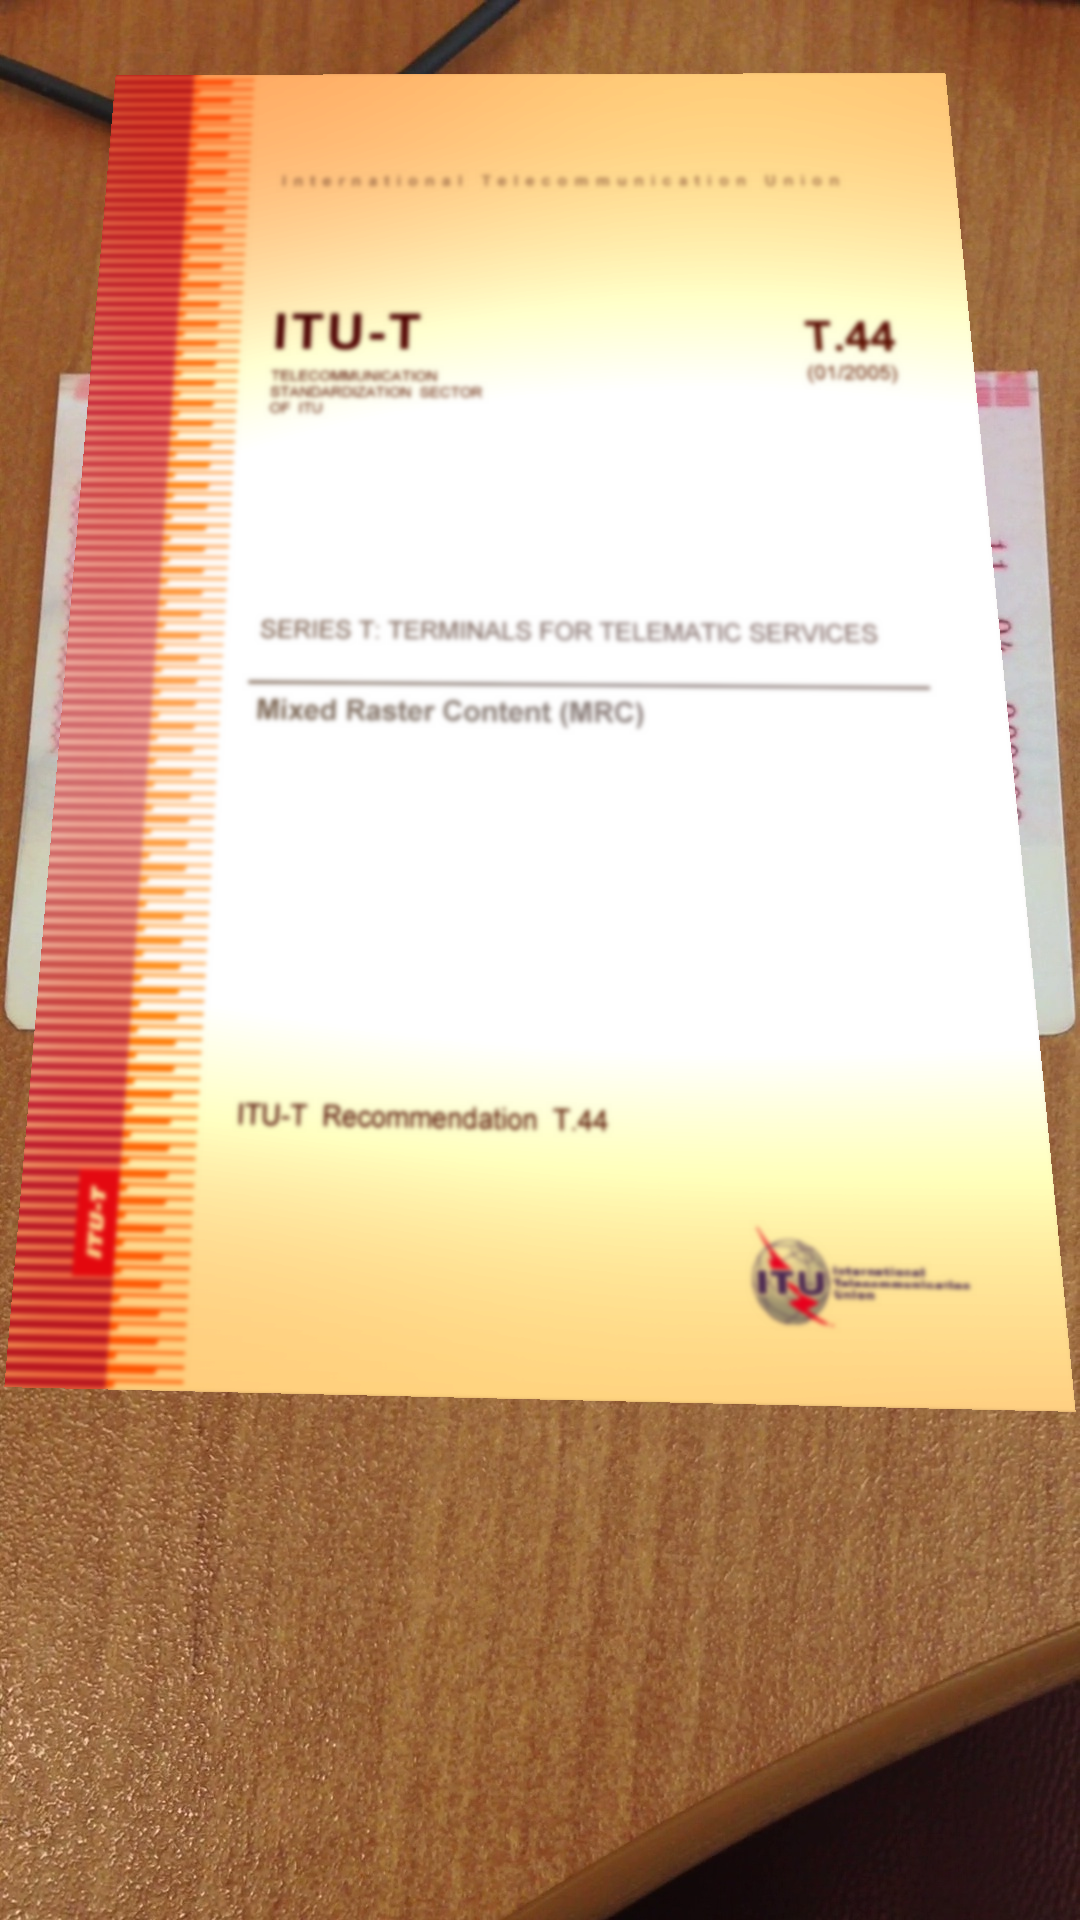 International Telecommunication Union
ITU-T
T.44
TELECOMMUNICATION
STANDARDIZATION SECTOR
OF ITU
(01/2005)
SERIES T: TERMINALS FOR TELEMATIC SERVICES
Mixed Raster Content (MRC)
ITU-T Recommendation T.44
ITU-T
ITU
International
Telecommunication
Union